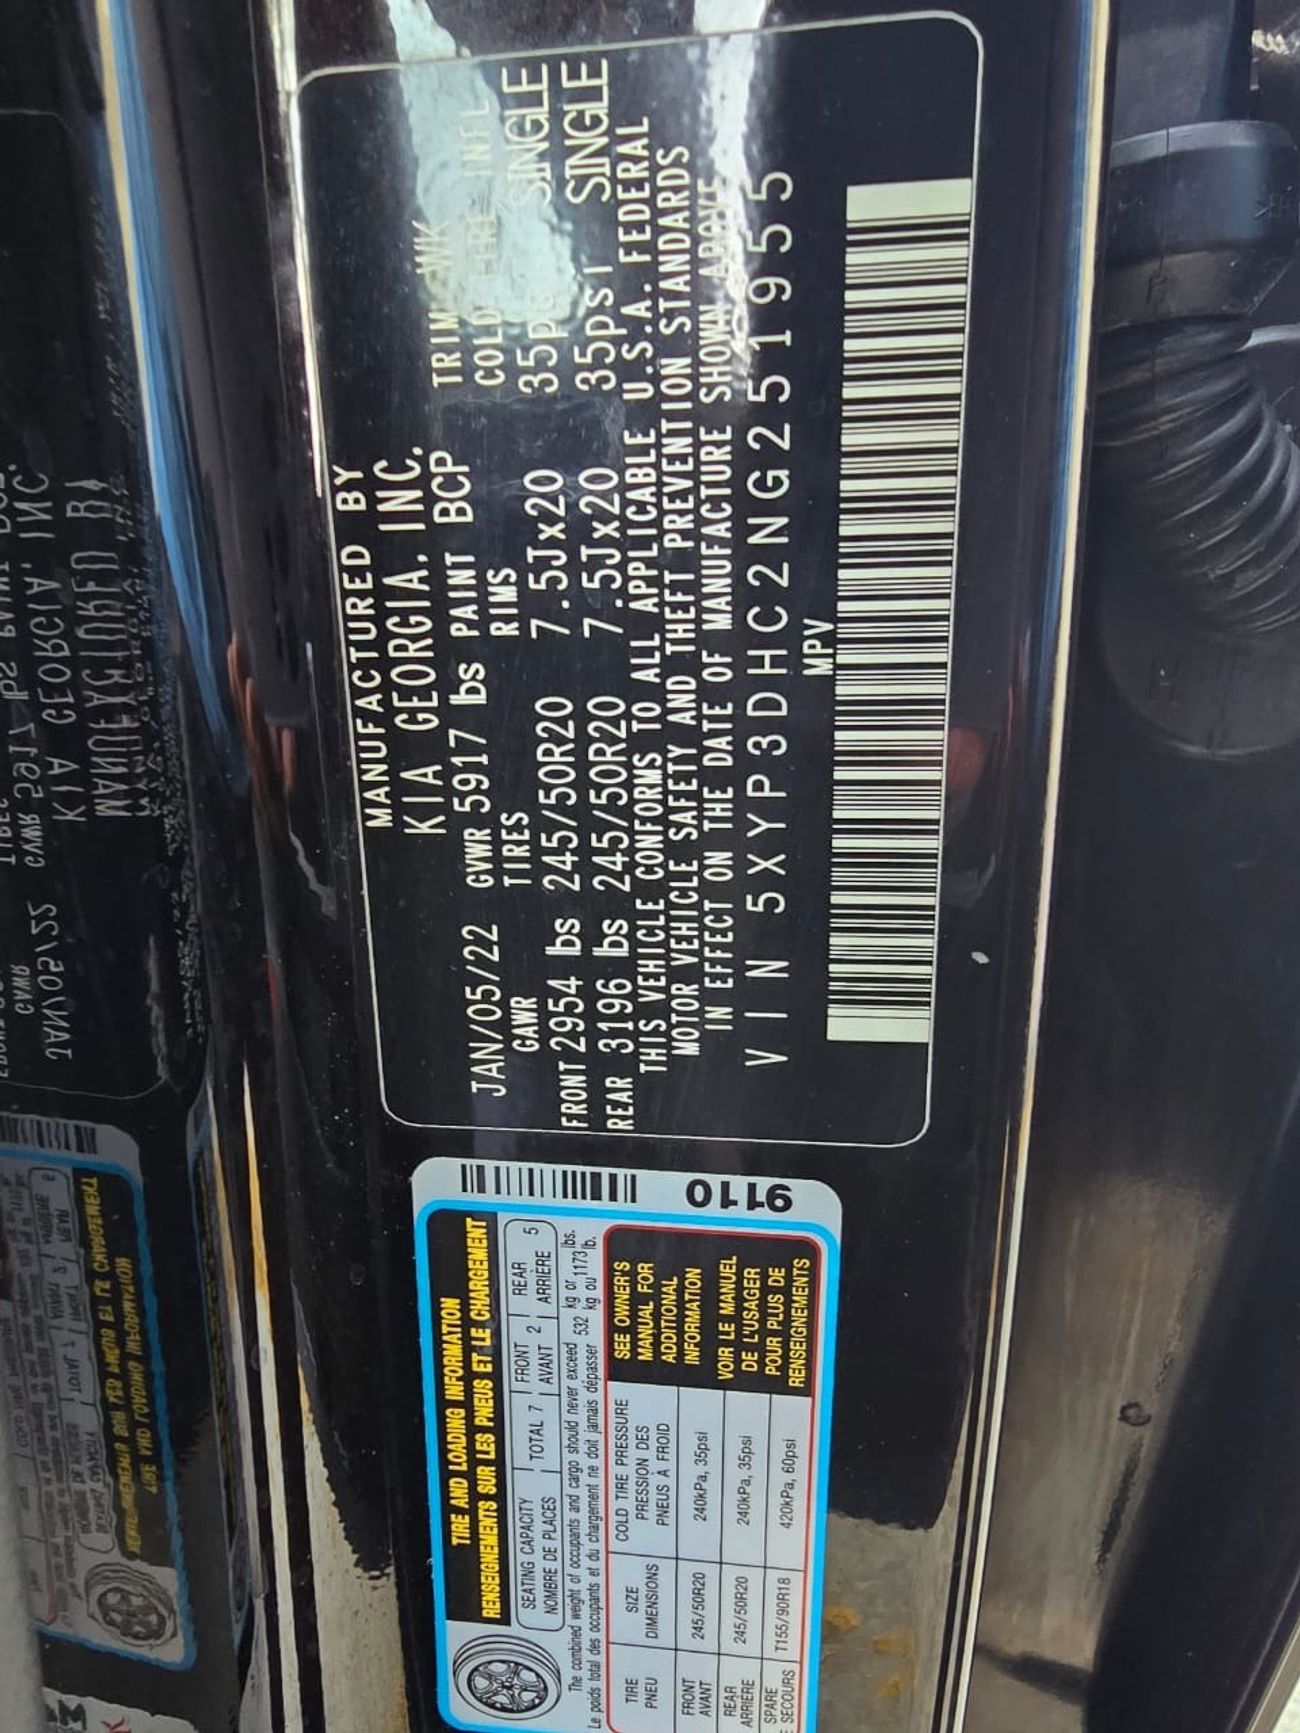 MANUFACTURED BY
KIA GEORGIA, INC.
JAN/05/22 GVWR 5917 lbs PAINT BCP TRIM WK
GAWR TIRES RIMS COLD TIRE INFL
FRONT 2954 lbs 245/50R20 7.5Jx20 35psi SINGLE
REAR 3196 lbs 245/50R20 7.5Jx20 35psi SINGLE
THIS VEHICLE CONFORMS TO ALL APPLICABLE U.S.A. FEDERAL
MOTOR VEHICLE SAFETY AND THEFT PREVENTION STANDARDS
IN EFFECT ON THE DATE OF MANUFACTURE SHOWN ABOVE
VIN 5XYP3DHC2NG251955
MPV
9110
TIRE AND LOADING INFORMATION
RENSEIGNEMENTS SUR LES PNEUS ET LE CHARGEMENT
SEATING CAPACITY TOTAL 7 FRONT 2 REAR 5
NOMBRE DE PLACES AVANT ARRIERE
The combined weight of occupants and cargo should never exceed 532 kg or 1173 lbs.
Le poids total des occupants et du chargement ne doit jamais dépasser kg ou lb.
TIRE SIZE COLD TIRE PRESSURE
PNEU DIMENSIONS PRESSION DES
PNEUS À FROID
FRONT 245/50R20 240kPa, 35psi
AVANT
REAR 245/50R20 240kPa, 35psi
ARRIERE
SPARE T155/90R18 420kPa, 60psi
E SECOURS
SEE OWNER'S
MANUAL FOR
ADDITIONAL
INFORMATION
VOIR LE MANUEL
DE L'USAGER
POUR PLUS DE
RENSEIGNEMENTS